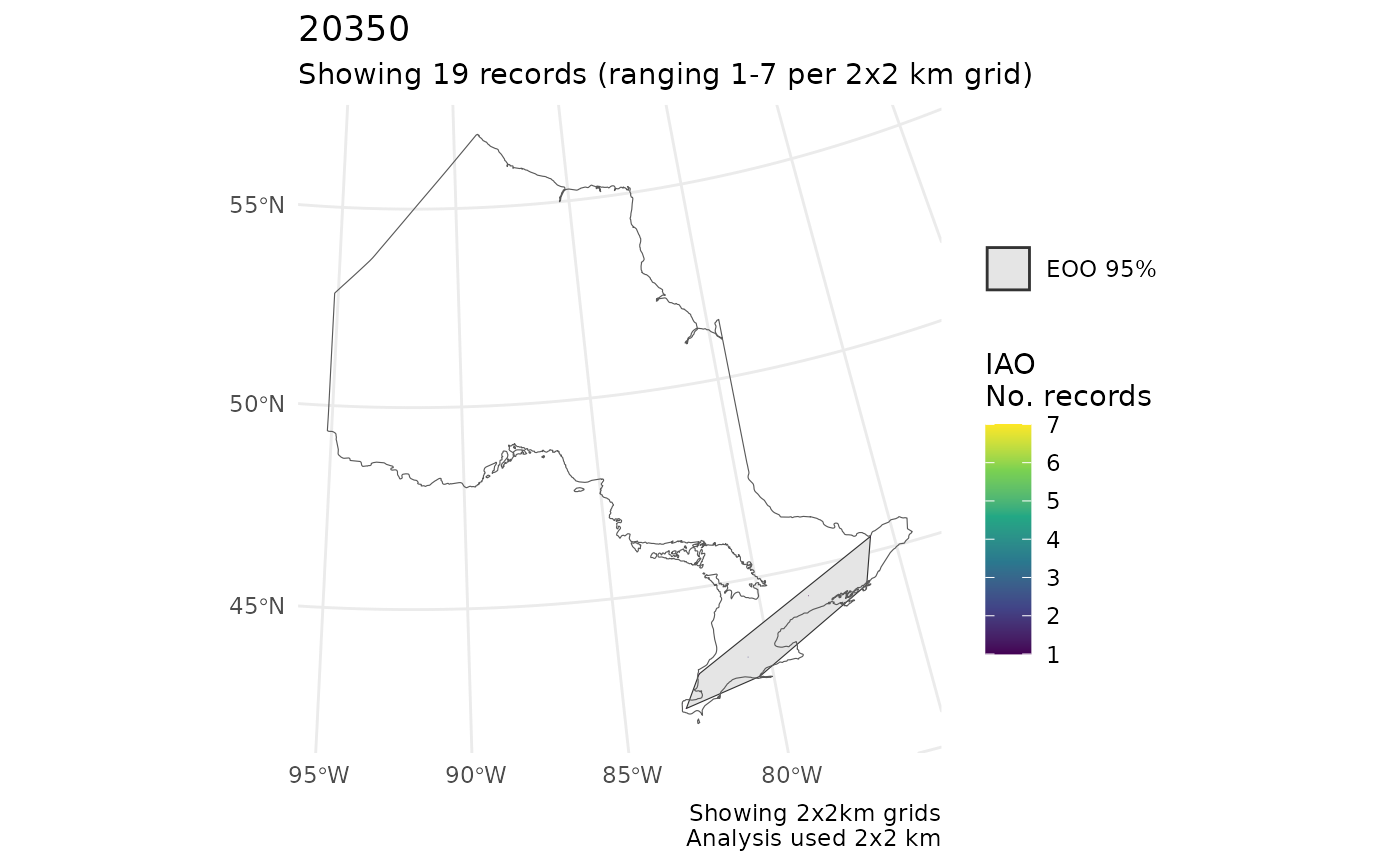 20350
Showing 19 records (ranging 1-7 per 2x2 km grid)
55°N
50°N
45°N
95°W
90°W
85°W
80°W
EOO 95%
IAO
No. records
7
6
5
4
3
2
1
Showing 2x2km grids
Analysis used 2x2 km